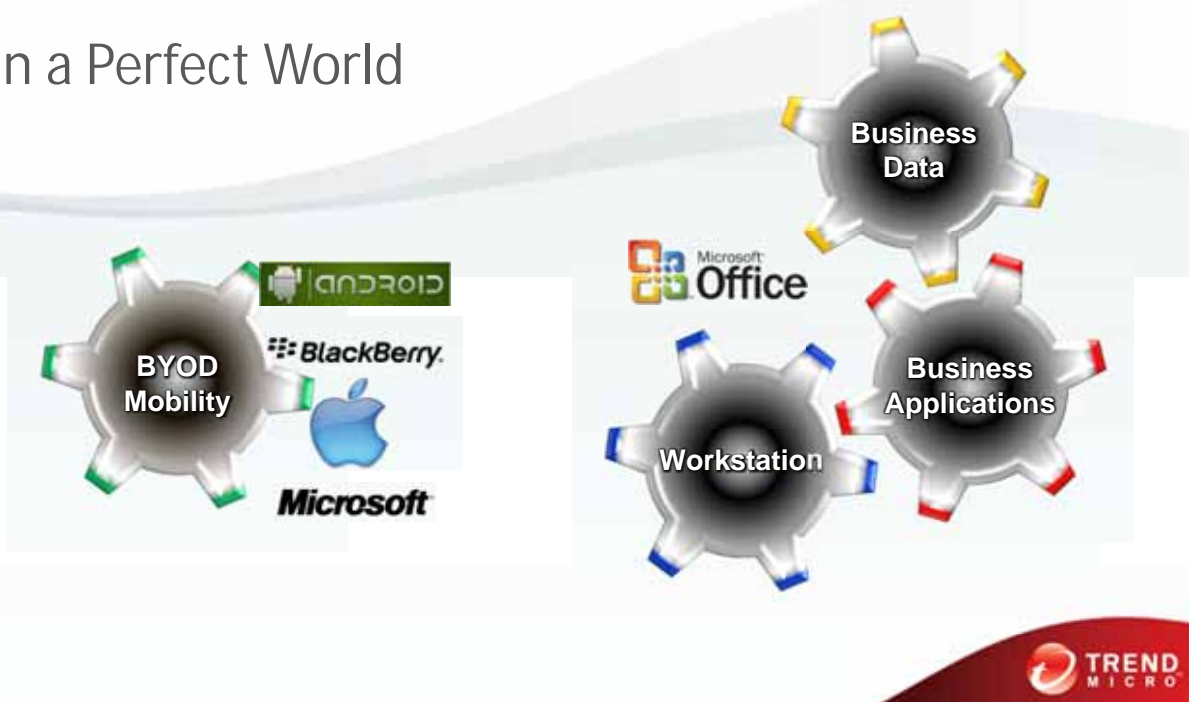 n a Perfect World
Business
Data
Microsoft
Office
ANDROID
BlackBerry.
BYOD
Mobility
Business
Applications
Workstation
Microsoft
TREND
MICRO